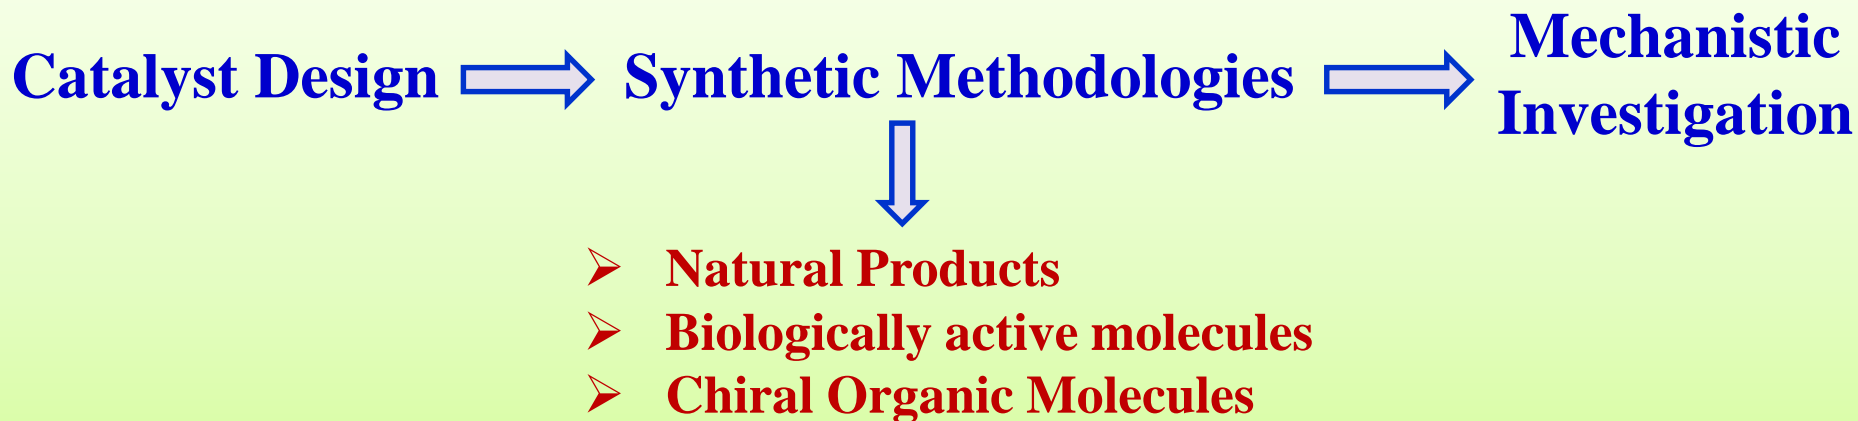 Catalyst Design Synthetic Methodologies Mechanistic
Investigation
Natural Products
Biologically active molecules
Chiral Organic Molecules